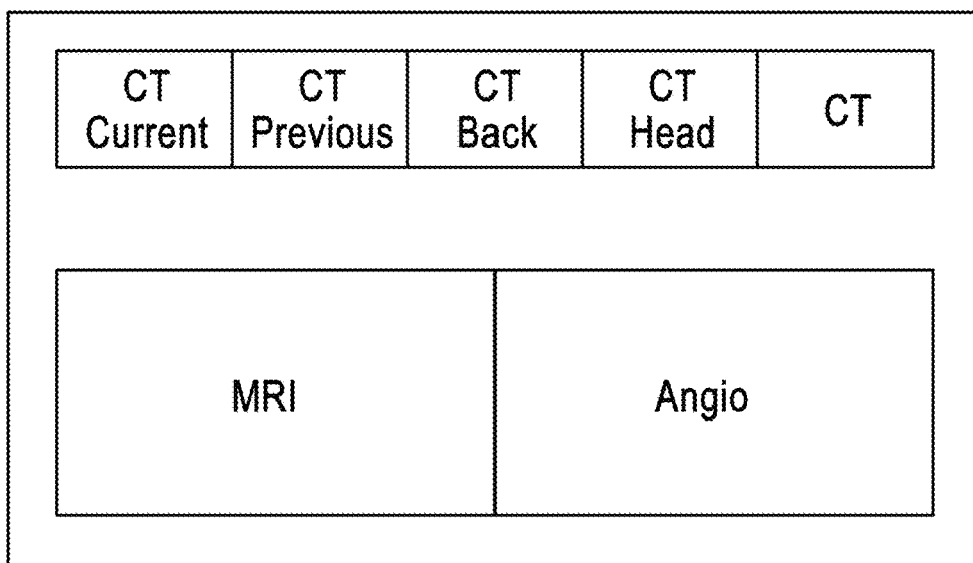 CT
Current
CT
Previous
CT
Back
CT
Head
CT
MRI
Angio